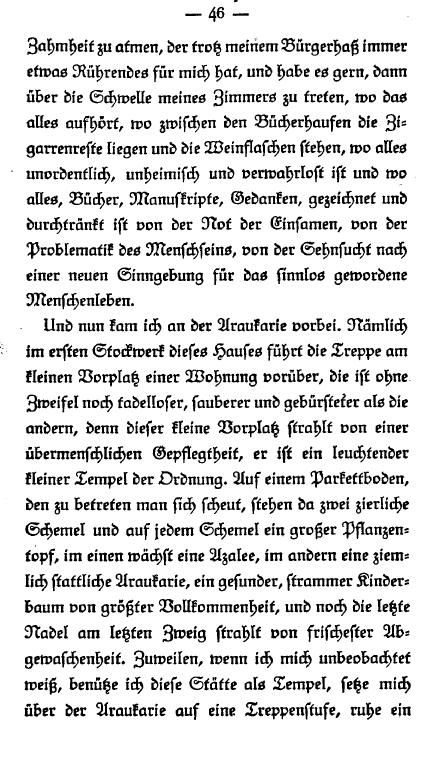 — 46 —
Zahmheit zu atmen, der trotz meinem Bürgerhaß immer
etwas Rührendes für mich hat, und habe es gern, dann
über die Schwelle meines Zimmers zu treten, wo das
alles aufhört, wo zwischen den Bücherhaufen die Zi-
garrenreste liegen und die Weinflaschen stehen, wo alles
unordentlich, unheimisch und verwahrlost ist und wo
alles, Bücher, Manuskripte, Gedanken, gezeichnet und
durchtränkt ist von der Not der Einsamen, von der
Problematik des Menschseins, von der Sehnsucht nach
einer neuen Sinngebung für das sinnlos gewordene
Menschenleben.
Und nun kam ich an der Araukarie vorbei. Nämlich
im ersten Stockwerk dieses Hauses führt die Treppe am
kleinen Vorplatz einer Wohnung vorüber, die ist ohne
Zweifel noch tadelloser, sauberer und gebürsteter als die
andern, denn dieser kleine Vorplatz strahlt von einer
übermenschlichen Gepflegtheit, er ist ein leuchtender
kleiner Tempel der Ordnung. Auf einem Parkettboden,
den zu betreten man sich scheut, stehen da zwei zierliche
Schemel und auf jedem Schemel ein großer Pflanzen-
topf, im einen wächst eine Azalee, im andern eine ziem-
lich stattliche Araukarie, ein gesunder, strammer Kinder-
baum von größter Vollkommenheit, und noch die letzte
Nadel am letzten Zweig strahlt von frischester Ab-
gewaschenheit. Zuweilen, wenn ich mich unbeobachtet
weiß, benütze ich diese Stätte als Tempel, setze mich
über der Araukarie auf eine Treppenstufe, ruhe ein